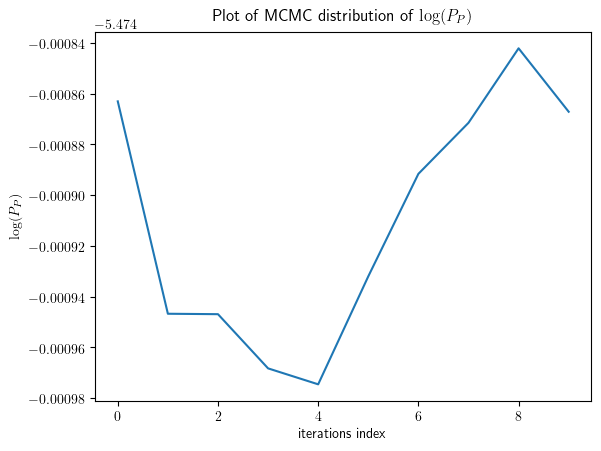 Plot of MCMC distribution of log(P_P)
−5.474
−0.00084
−0.00086
−0.00088
−0.00090
−0.00092
−0.00094
−0.00096
−0.00098
log(P_P)
0 2 4 6 8
iterations index